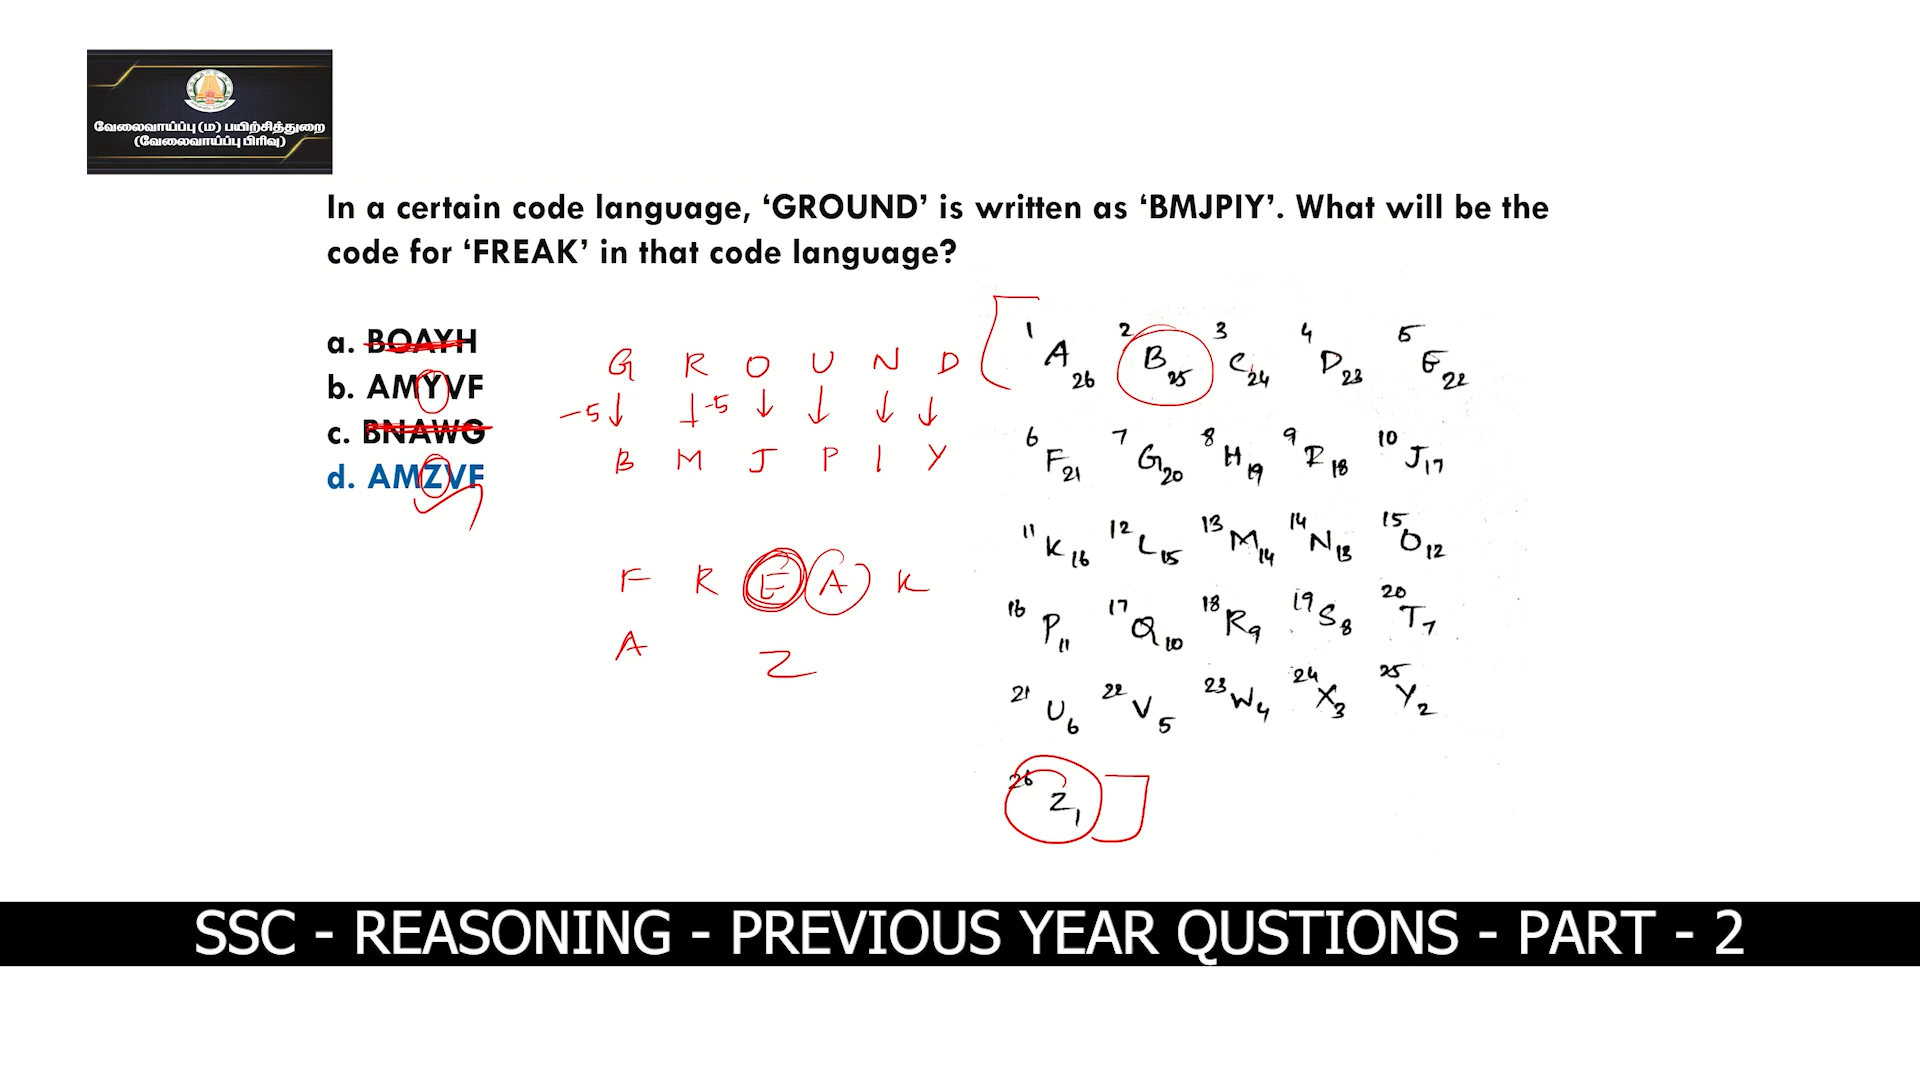 வேலைவாய்ப்பு (ம) பயிற்சித்துறை
(வேலைவாய்ப்பு பிரிவு)
In a certain code language, ‘GROUND’ is written as ‘BMJPIY’. What will be the
code for ‘FREAK’ in that code language?
a. BOAYH
b. AMYVF
c. BNAWG
d. AMZVF
G R O U N D
-5 -5
B M J P I Y
F R E A K
A Z
1 A 26 2 B 25 3 C 24 4 D 23 5 E 22
6 F 21 7 G 20 8 H 19 9 I 18 10 J 17
11 K 16 12 L 15 13 M 14 14 N 13 15 O 12
16 P 11 17 Q 10 18 R 9 19 S 8 20 T 7
21 U 6 22 V 5 23 W 4 24 X 3 25 Y 2
26 Z 1
SSC - REASONING - PREVIOUS YEAR QUSTIONS - PART - 2